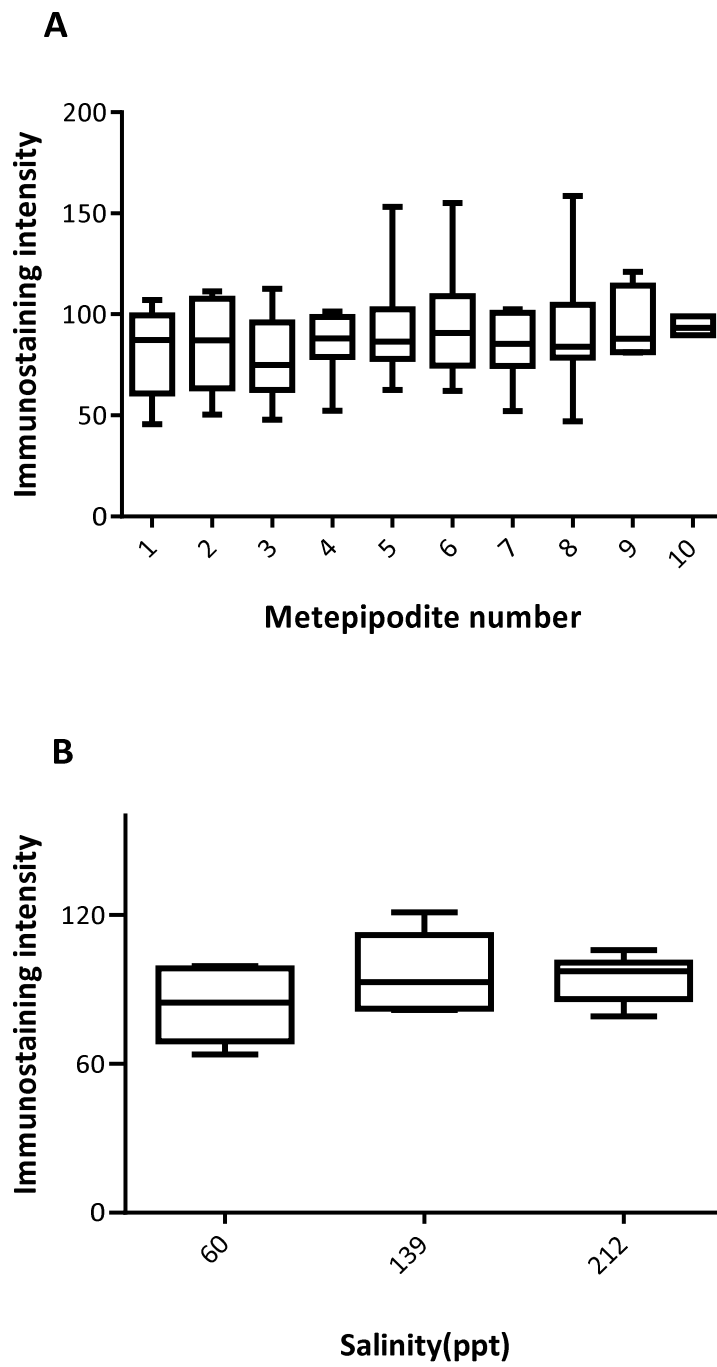 A
Immunostaining intensity
200
150
100
50
0
1 2 3 4 5 6 7 8 9 10
Metepipodite number
B
Immunostaining intensity
120
60
0
60 139 212
Salinity(ppt)